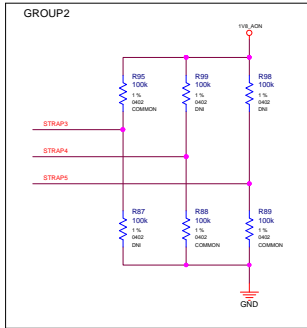 GROUP2
1V8_AON
R95
100k
1 %
0402
COMMON
R99
100k
1 %
0402
DNI
R98
100k
1 %
0402
DNI
STRAP3
STRAP4
STRAP5
R87
100k
1 %
0402
DNI
R88
100k
1 %
0402
COMMON
R89
100k
1 %
0402
COMMON
GND